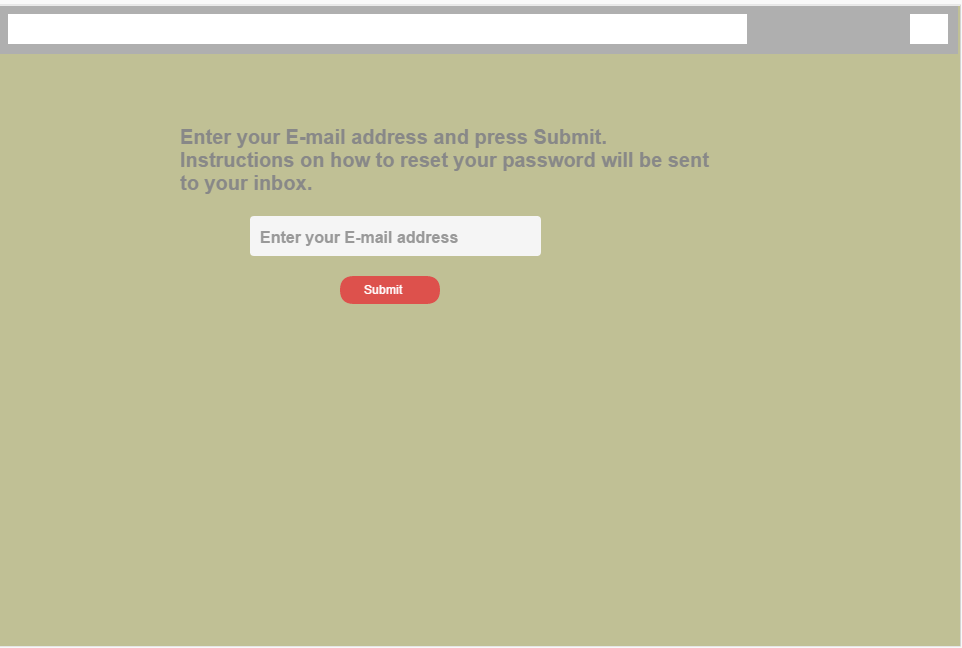 Enter your E-mail address and press Submit.
Instructions on how to reset your password will be sent
to your inbox.
Enter your E-mail address
Submit